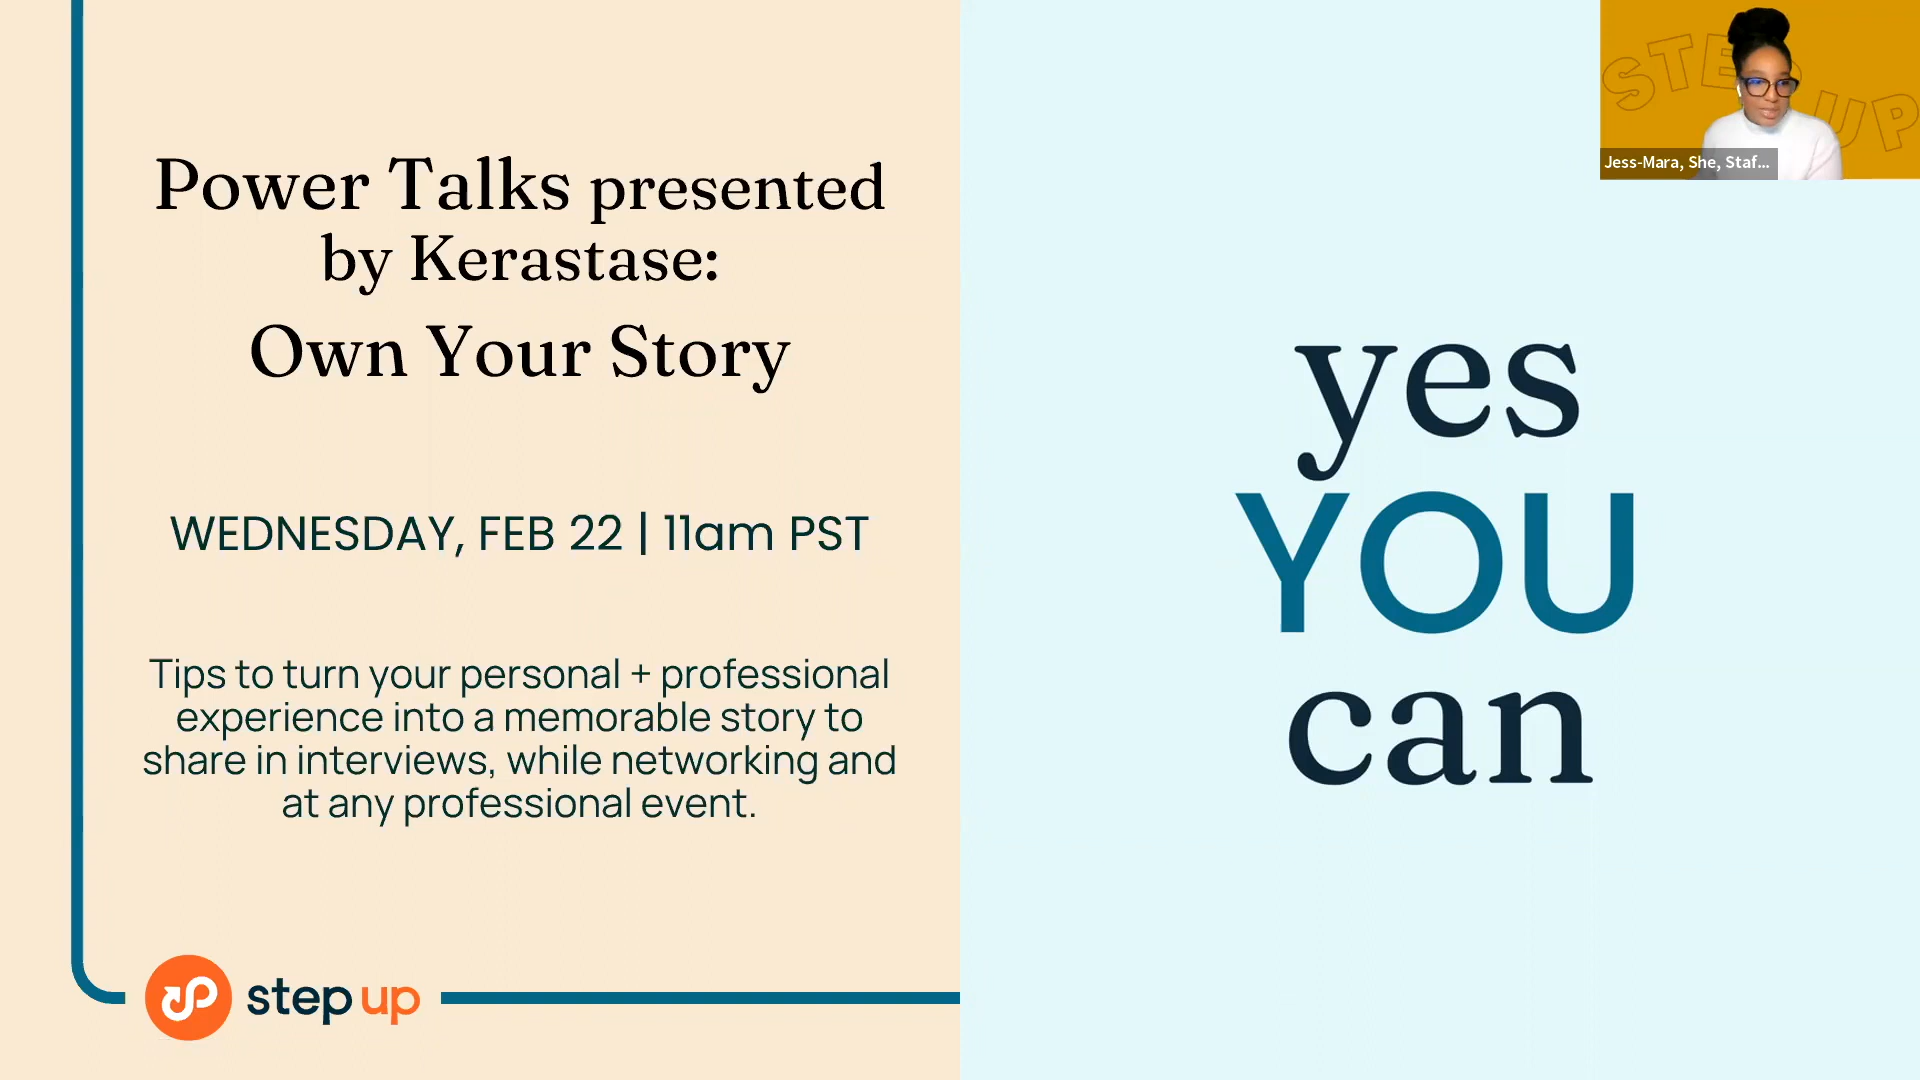 Power Talks presented
by Kerastase:
Own Your Story
WEDNESDAY, FEB 22 | 11am PST
Tips to turn your personal + professional
experience into a memorable story to
share in interviews, while networking and
at any professional event.
step up
yes
YOU
can
STEP UP
Jess-Mara, She, Staf...